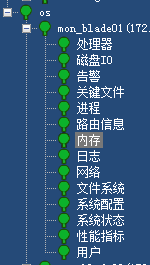 os
mon_blade01(172.
处理器
磁盘IO
告警
关键文件
进程
路由信息
内存
日志
网络
文件系统
系统配置
系统状态
性能指标
用户